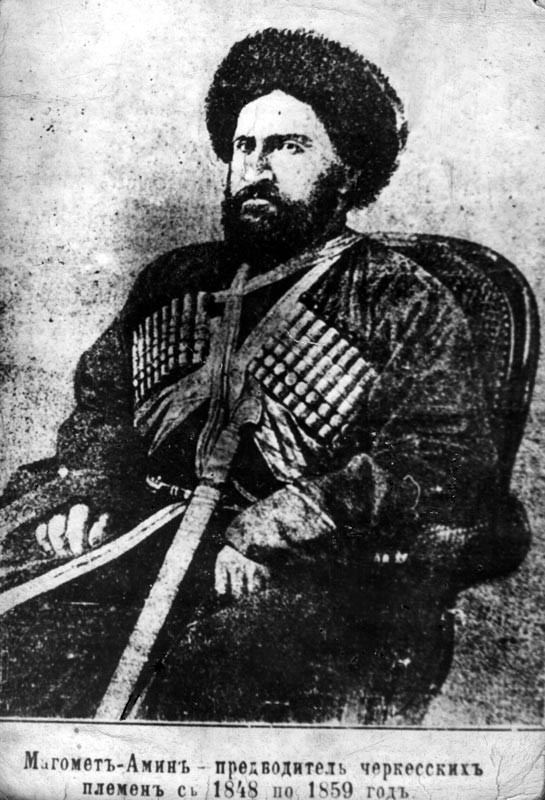 Магометъ-Аминъ - предводитель черкесскихъ
племенъ съ 1848 по 1859 годъ.